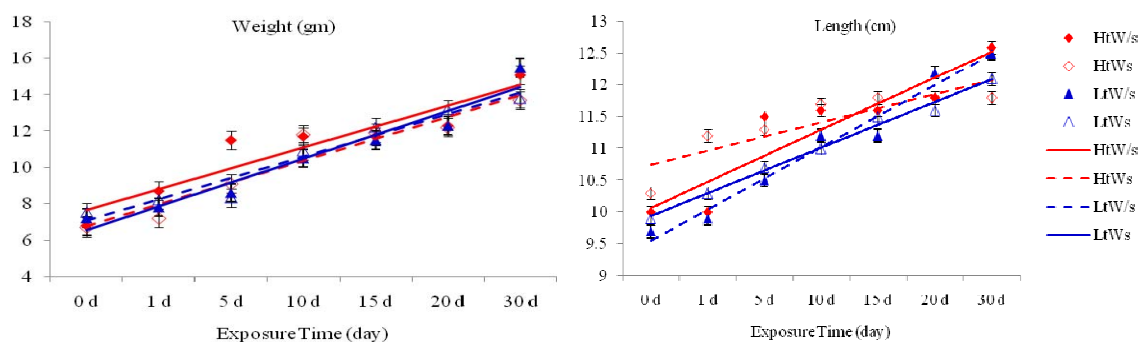 Weight (gm)
18
16
14
12
10
8
6
4
0 d 1 d 5 d 10 d 15 d 20 d 30 d
Exposure Time (day)
Length (cm)
13
12.5
12
11.5
11
10.5
10
9.5
9
0 d 1 d 5 d 10 d 15 d 20 d 30 d
Exposure Time (day)
HtW/s
HtWs
LtW/s
LtWs
HtW/s
HtWs
LtW/s
LtWs